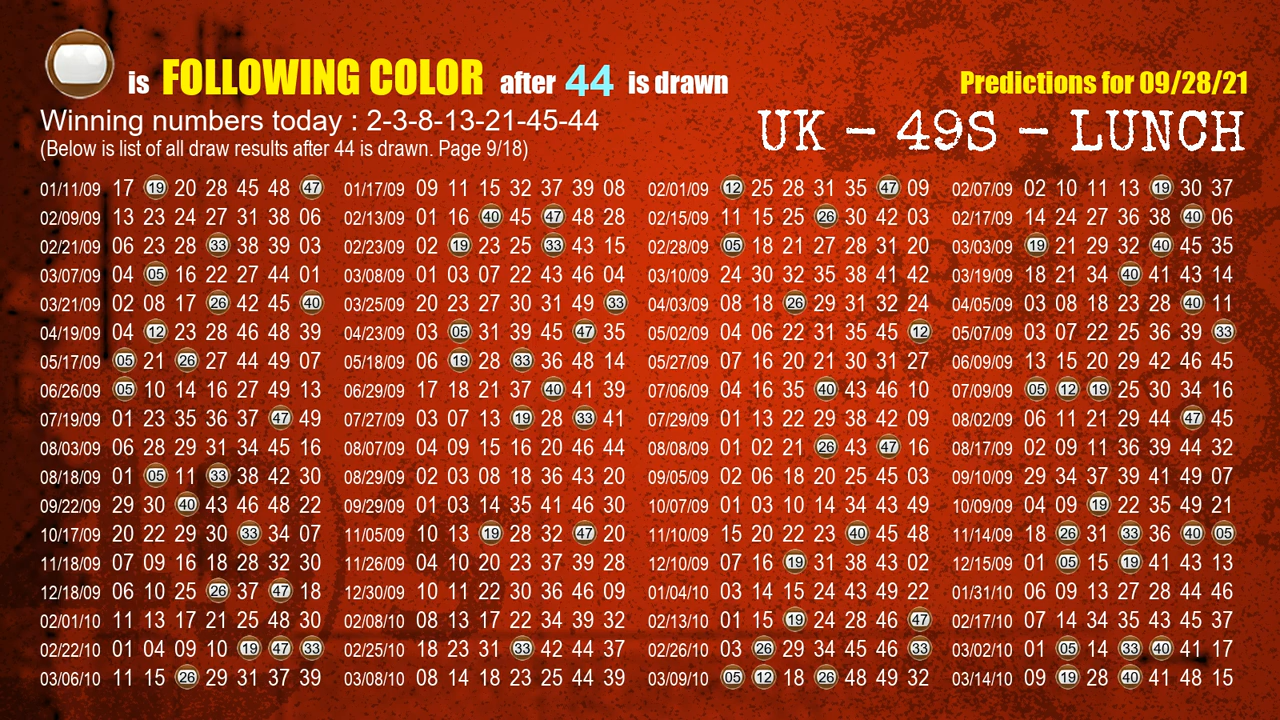 is FOLLOWING COLOR after 44 is drawn
Predictions for 09/28/21
Winning numbers today : 2-3-8-13-21-45-44
UK - 49S - LUNCH
(Below is list of all draw results after 44 is drawn. Page 9/18)
01/11/09 17 19 20 28 45 48 47 01/17/09 09 11 15 32 37 39 08 02/01/09 12 25 28 31 35 47 09 02/07/09 02 10 11 13 19 30 37
02/09/09 13 23 24 27 31 38 06 02/13/09 01 16 40 45 47 48 28 02/15/09 11 15 25 26 30 42 03 02/17/09 14 24 27 36 38 40 06
02/21/09 06 23 28 33 38 39 03 02/23/09 02 19 23 25 33 43 15 02/28/09 05 18 21 27 28 31 20 03/03/09 19 21 29 32 40 45 35
03/07/09 04 05 16 22 27 44 01 03/08/09 01 03 07 22 43 46 04 03/10/09 24 30 32 35 38 41 42 03/19/09 18 21 34 40 41 43 14
03/21/09 02 08 17 26 42 45 40 03/25/09 20 23 27 30 31 49 33 04/03/09 08 18 26 29 31 32 24 04/05/09 03 08 18 23 28 40 11
04/19/09 04 12 23 28 46 48 39 04/23/09 03 05 31 39 45 47 35 05/02/09 04 06 22 31 35 45 12 05/07/09 03 07 22 25 36 39 33
05/17/09 05 21 26 27 44 49 07 05/18/09 06 19 28 33 36 48 14 05/27/09 07 16 20 21 30 31 27 06/09/09 13 15 20 29 42 46 45
06/26/09 05 10 14 16 27 49 13 06/29/09 17 18 21 37 40 41 39 07/06/09 04 16 35 40 43 46 10 07/09/09 05 12 19 25 30 34 16
07/19/09 01 23 35 36 37 47 49 07/27/09 03 07 13 19 28 33 41 07/29/09 01 13 22 29 38 42 09 08/02/09 06 11 21 29 44 47 45
08/03/09 06 28 29 31 34 45 16 08/07/09 04 09 15 16 20 46 44 08/08/09 01 02 21 26 43 47 16 08/17/09 02 09 11 36 39 44 32
08/18/09 01 05 11 33 38 42 30 08/29/09 02 03 08 18 36 43 20 09/05/09 02 06 18 20 25 45 03 09/10/09 29 34 37 39 41 49 07
09/22/09 29 30 40 43 46 48 22 09/29/09 01 03 14 35 41 46 30 10/07/09 01 03 10 14 34 43 49 10/09/09 04 09 19 22 35 49 21
10/17/09 20 22 29 30 33 34 07 11/05/09 10 13 19 28 32 47 20 11/10/09 15 20 22 23 40 45 48 11/14/09 18 26 31 33 36 40 05
11/18/09 07 09 16 18 28 32 30 11/26/09 04 10 20 23 37 39 28 12/10/09 07 16 19 31 38 43 02 12/15/09 01 05 15 19 41 43 13
12/18/09 06 10 25 26 37 47 18 12/30/09 10 11 22 30 36 46 09 01/04/10 03 14 15 24 43 49 22 01/31/10 06 09 13 27 28 44 46
02/01/10 11 13 17 21 25 48 30 02/08/10 08 13 17 22 34 39 32 02/13/10 01 15 19 24 28 46 47 02/17/10 07 14 34 35 43 45 37
02/22/10 01 04 09 10 19 47 33 02/25/10 18 23 31 33 42 44 37 02/26/10 03 26 29 34 45 46 33 03/02/10 01 05 14 33 40 41 17
03/06/10 11 15 26 29 31 37 39 03/08/10 08 14 18 23 25 44 39 03/09/10 05 12 18 26 48 49 32 03/14/10 09 19 28 40 41 48 15